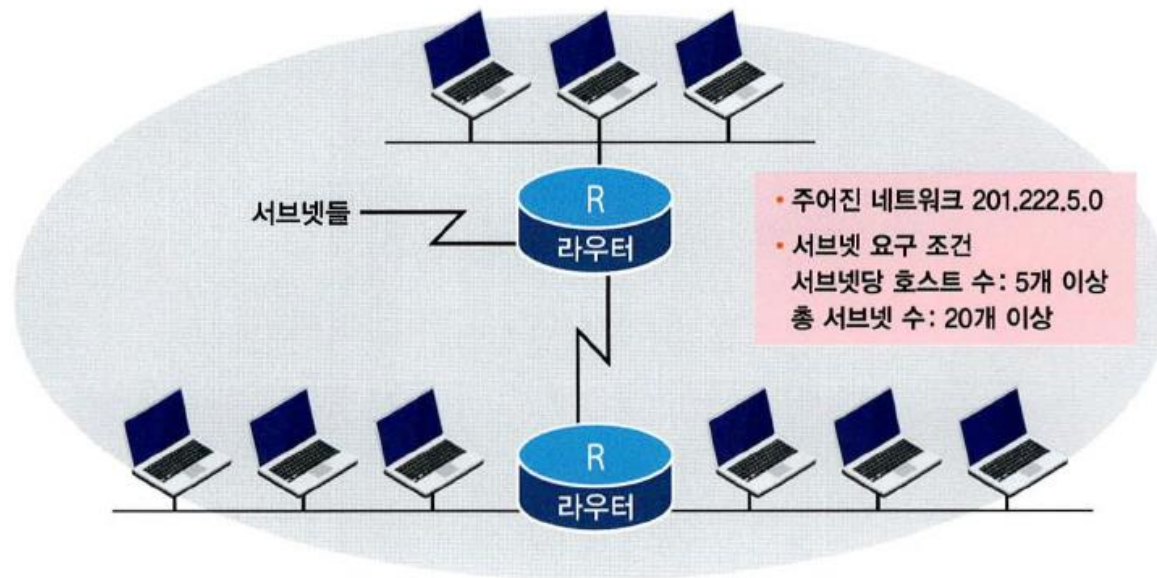 R
라우터
서브넷들
• 주어진 네트워크 201.222.5.0
• 서브넷 요구 조건
서브넷당 호스트 수: 5개 이상
총 서브넷 수: 20개 이상
R
라우터